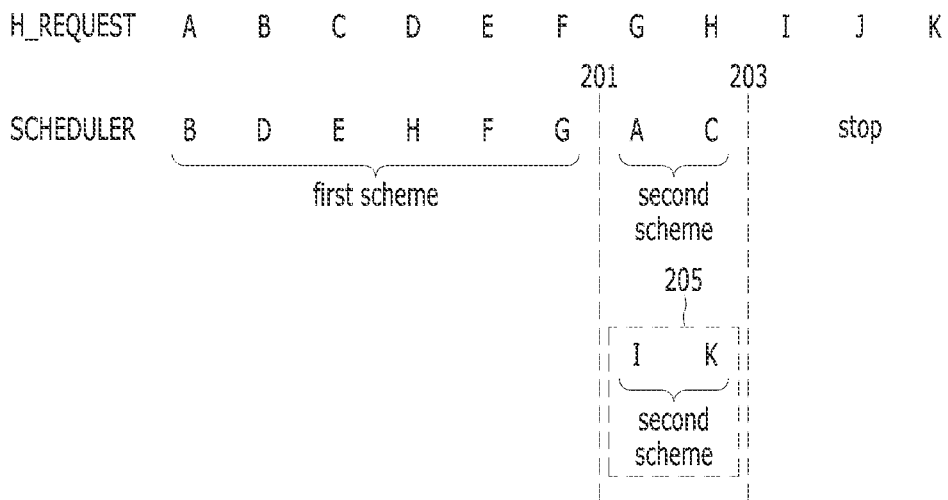 H_REQUEST A B C D E F G H I J K
201 203
SCHEDULER B D E H F G A C stop
first scheme second scheme
205
I K
second scheme